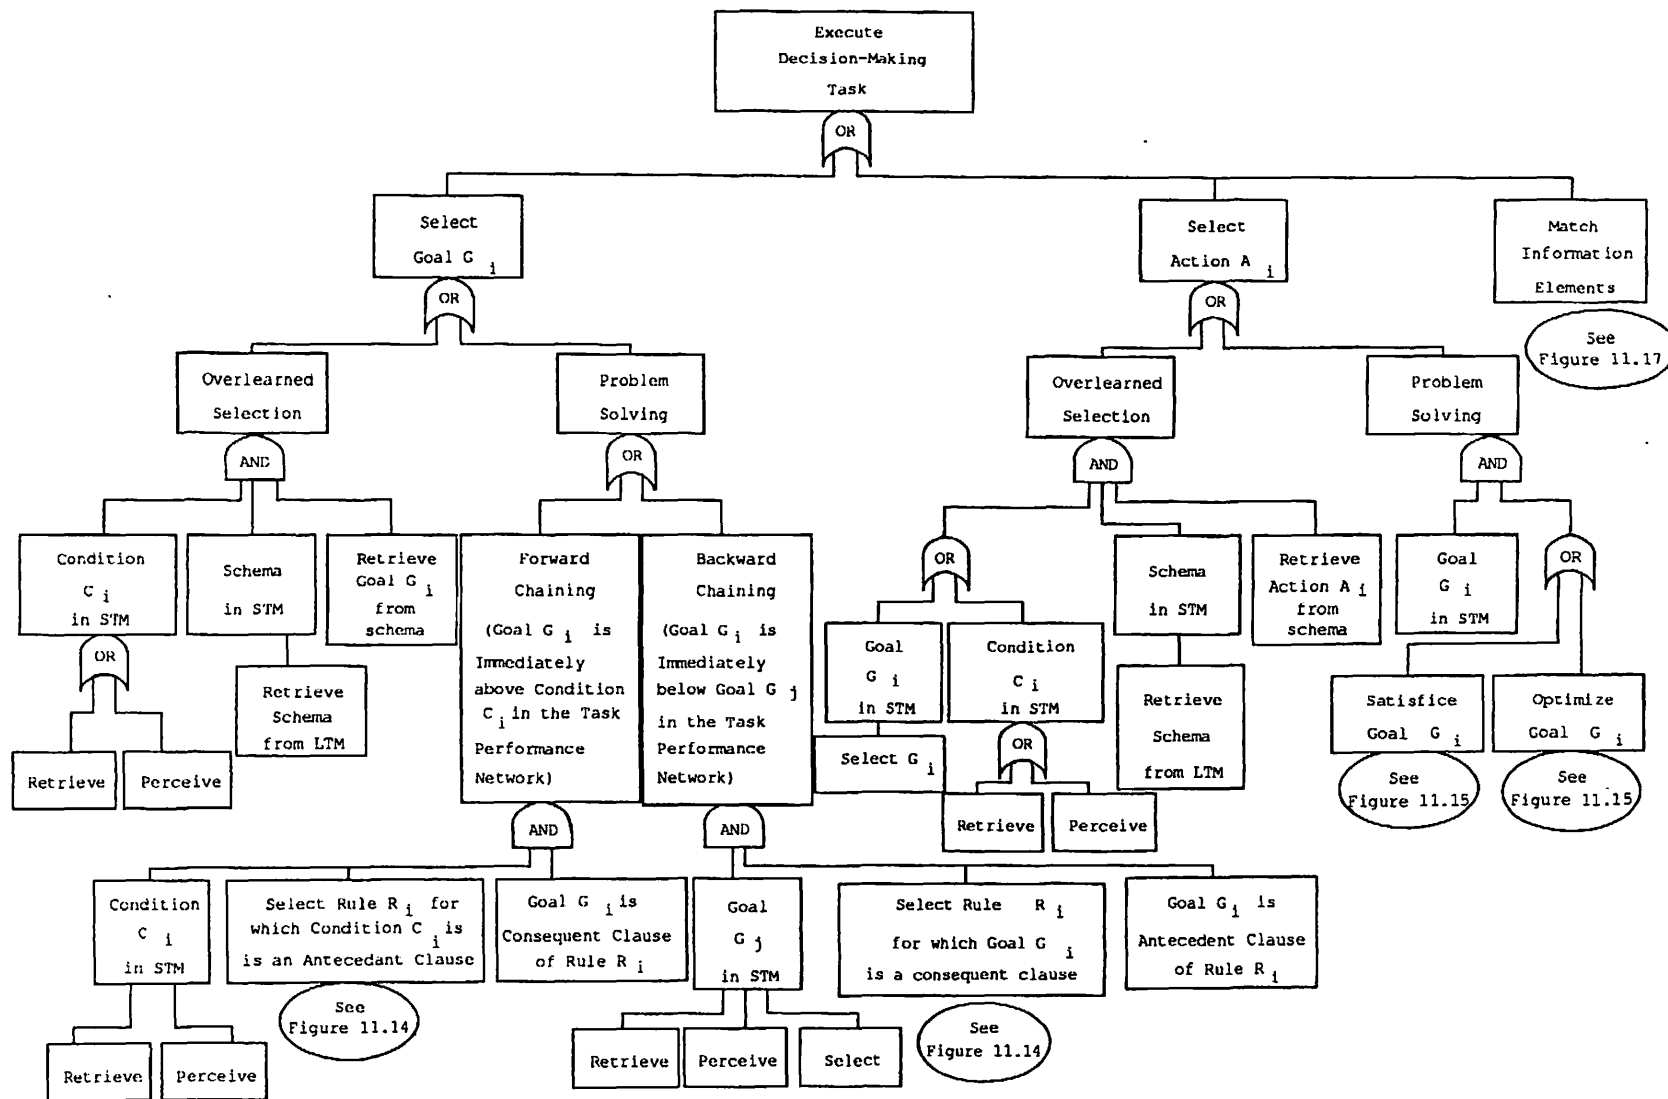 Execute
Decision-Making
Task
OR
Select
Goal G i
Select
Action A i
Match
Information
Elements
OR
OR
See
Figure 11.17
Overlearned
Selection
Problem
Solving
Overlearned
Selection
Problem
Solving
AND
OR
AND
AND
Condition
C i
in STM
Schema
in STM
Retrieve
Goal G i
from
schema
Forward
Chaining
(Goal G i is
Immediately
above Condition
C i in the Task
Performance
Network)
Backward
Chaining
(Goal G i is
Immediately
below Goal G j
in the Task
Performance
Network)
OR
Schema
in STM
Retrieve
Action A i
from
schema
Goal
G i
in STM
OR
OR
Retrieve
Schema
from LTM
Retrieve
Perceive
Goal
G i
in STM
Condition
C i
in STM
Select G i
OR
Retrieve
Perceive
Retrieve
Schema
from LTM
Satisfice
Goal G i
Optimize
Goal G i
See
Figure 11.15
See
Figure 11.15
AND
AND
Condition
C i
in STM
Select Rule R i for
which Condition C i is
is an Antecedant Clause
Goal G i is
Consequent Clause
of Rule R i
Goal
G j
in STM
Select Rule R i
for which Goal G i
is a consequent clause
Goal G i is
Antecedent Clause
of Rule R i
See
Figure 11.14
See
Figure 11.14
Retrieve
Perceive
Retrieve
Perceive
Select